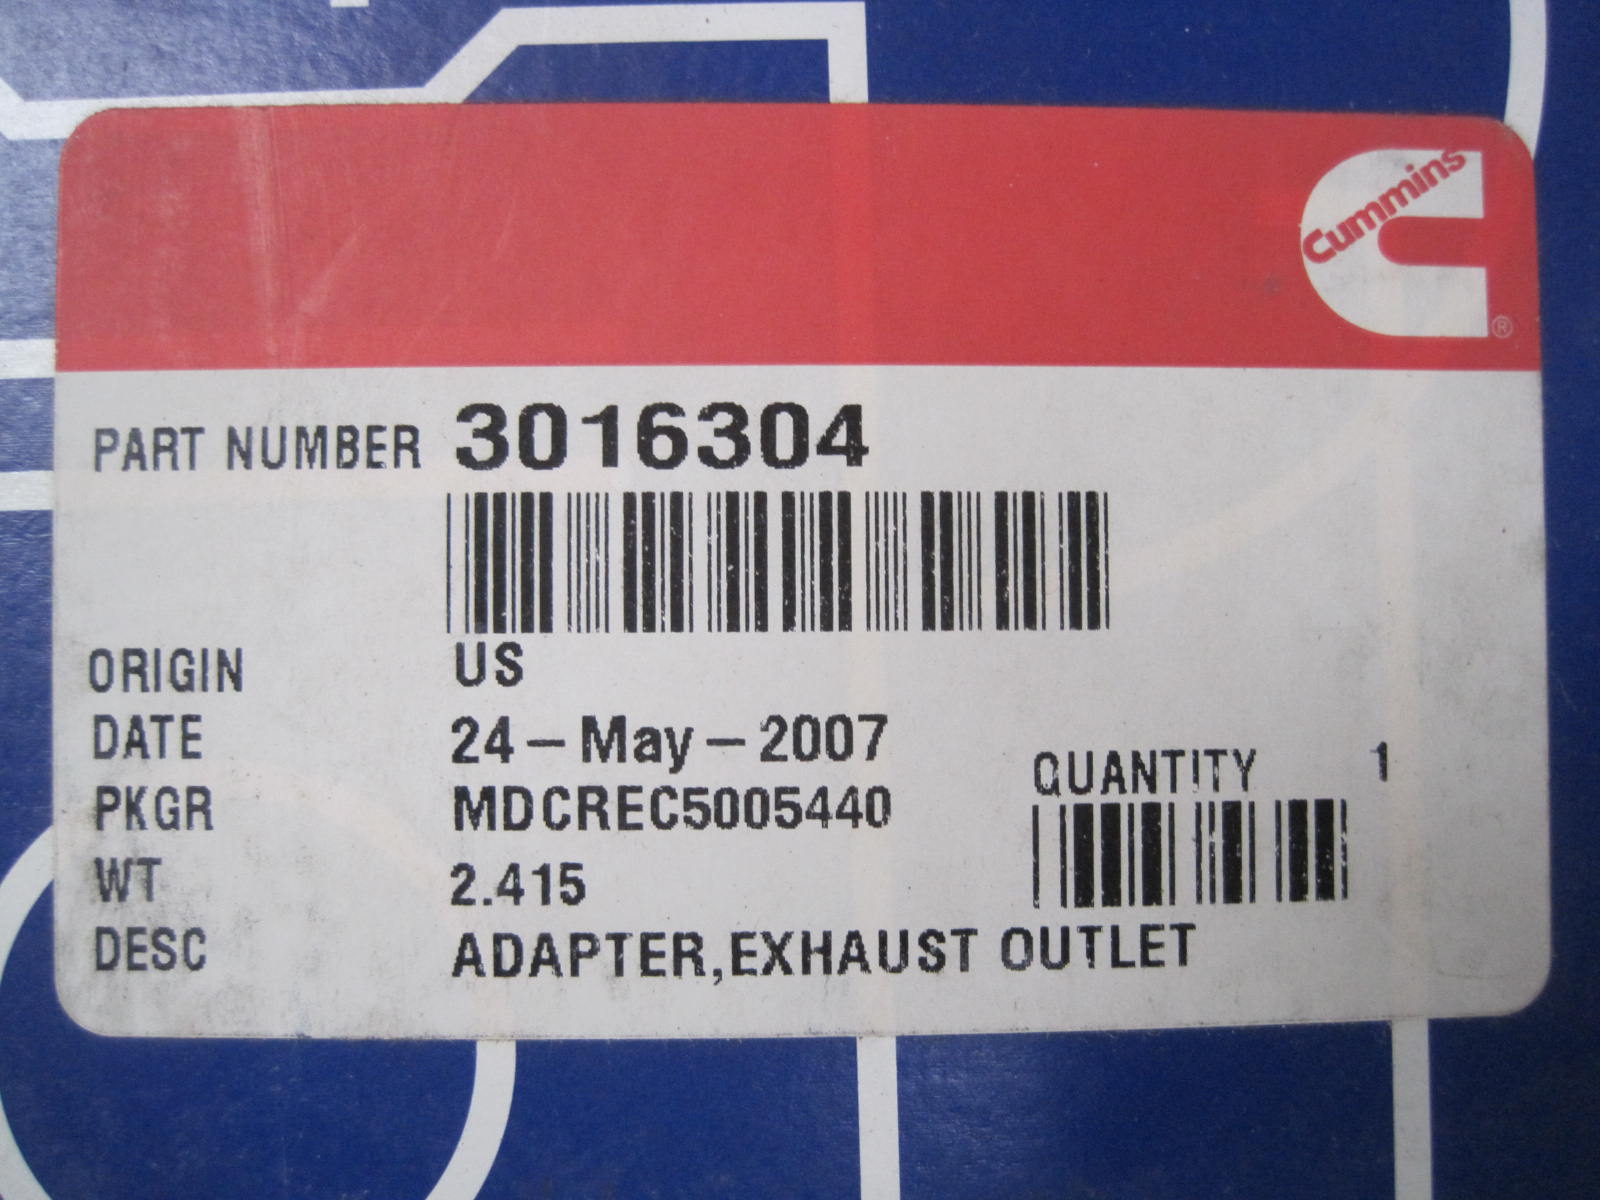 Cummins
®
PART NUMBER 3016304
ORIGIN US
DATE 24-May-2007
QUANTITY 1
PKGR MDCREC5005440
WT 2.415
DESC ADAPTER,EXHAUST OUTLET